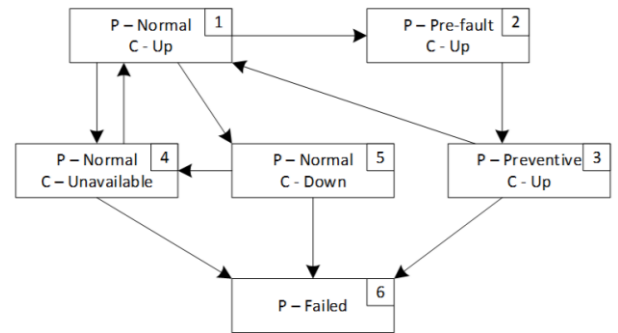 P – Normal 1
C - Up
P – Pre-fault 2
C - Up
P – Normal 4
C – Unavailable
P – Normal 5
C - Down
P – Preventive 3
C - Up
P – Failed 6